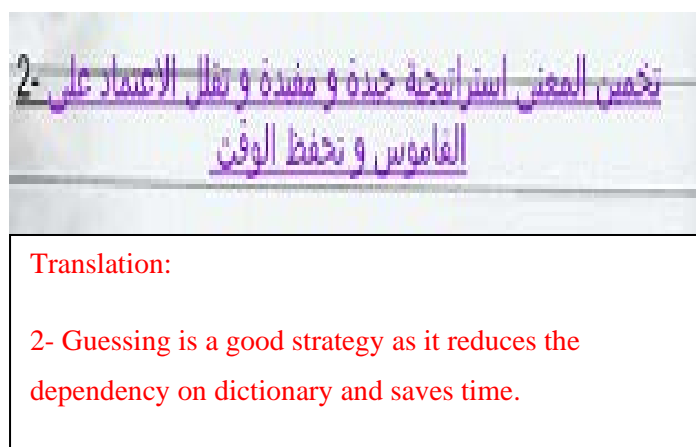 2- تخمين المعنى استراتيجية جيدة و مفيدة و تقلل الاعتماد على
القاموس و تحفظ الوقت
Translation:
2- Guessing is a good strategy as it reduces the
dependency on dictionary and saves time.